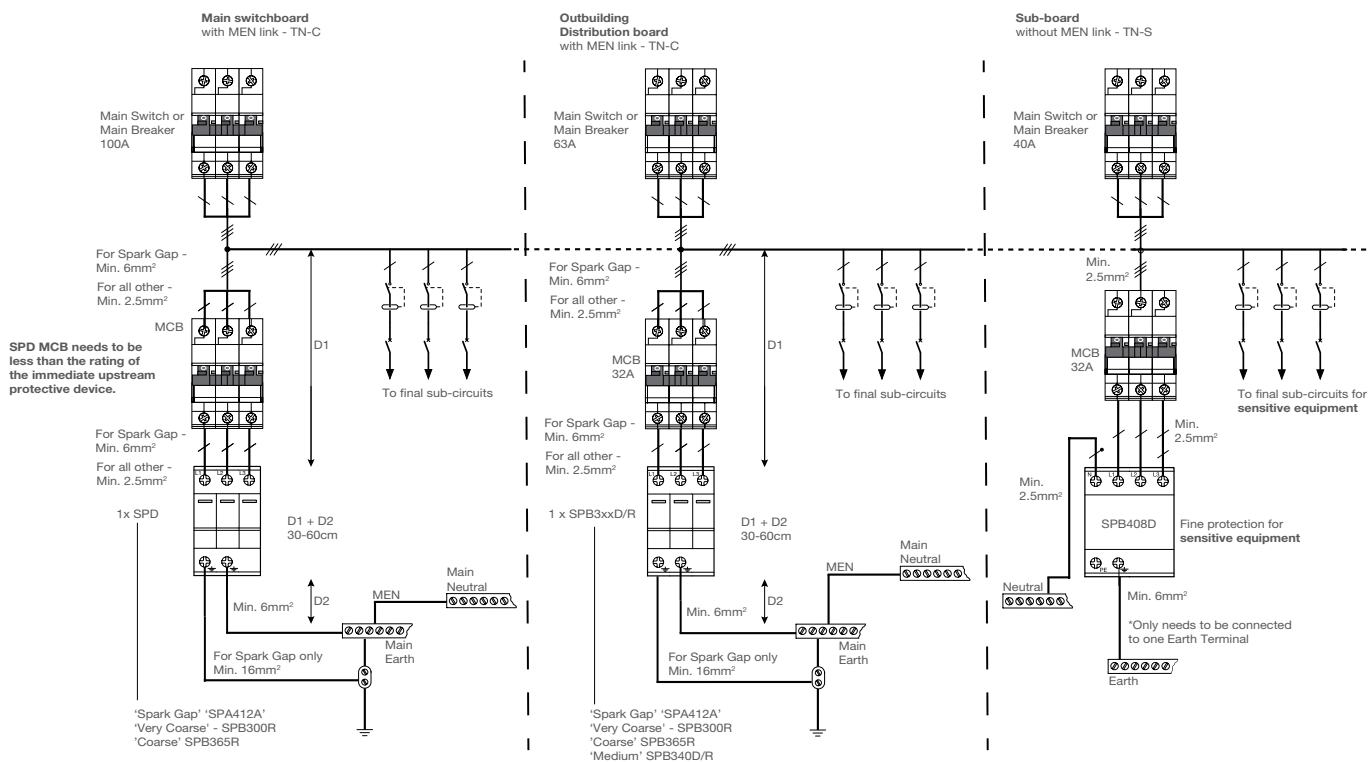 Main switchboard
with MEN link - TN-C
Main Switch or
Main Breaker
100A
For Spark Gap -
Min. 6mm²
For all other -
Min. 2.5mm²
MCB
SPD MCB needs to be
less than the rating of
the immediate upstream
protective device.
D1
To final sub-circuits
For Spark Gap -
Min. 6mm²
For all other -
Min. 2.5mm²
L1 L2 L3
1x SPD
D1 + D2
30-60cm
Min. 6mm²
D2
MEN
Main
Neutral
Main
Earth
For Spark Gap only
Min. 16mm²
‘Spark Gap’ ‘SPA412A’
‘Very Coarse’ - SPB300R
’Coarse’ SPB365R
Outbuilding
Distribution board
with MEN link - TN-C
Main Switch or
Main Breaker
63A
For Spark Gap -
Min. 6mm²
For all other -
Min. 2.5mm²
MCB
32A
D1
To final sub-circuits
For Spark Gap -
Min. 6mm²
For all other -
Min. 2.5mm²
L1 L2 L3
1 x SPB3xxD/R
D1 + D2
30-60cm
Min. 6mm²
D2
MEN
Main
Neutral
Main
Earth
For Spark Gap only
Min. 16mm²
‘Spark Gap’ ‘SPA412A’
‘Very Coarse’ - SPB300R
’Coarse’ SPB365R
‘Medium’ SPB340D/R
Sub-board
without MEN link - TN-S
Main Switch or
Main Breaker
40A
Min.
2.5mm²
MCB
32A
To final sub-circuits for
sensitive equipment
Min.
2.5mm²
Min.
2.5mm²
N L1 L2 L3
SPB408D
Fine protection for
sensitive equipment
PE
Neutral
Min. 6mm²
*Only needs to be connected
to one Earth Terminal
Earth